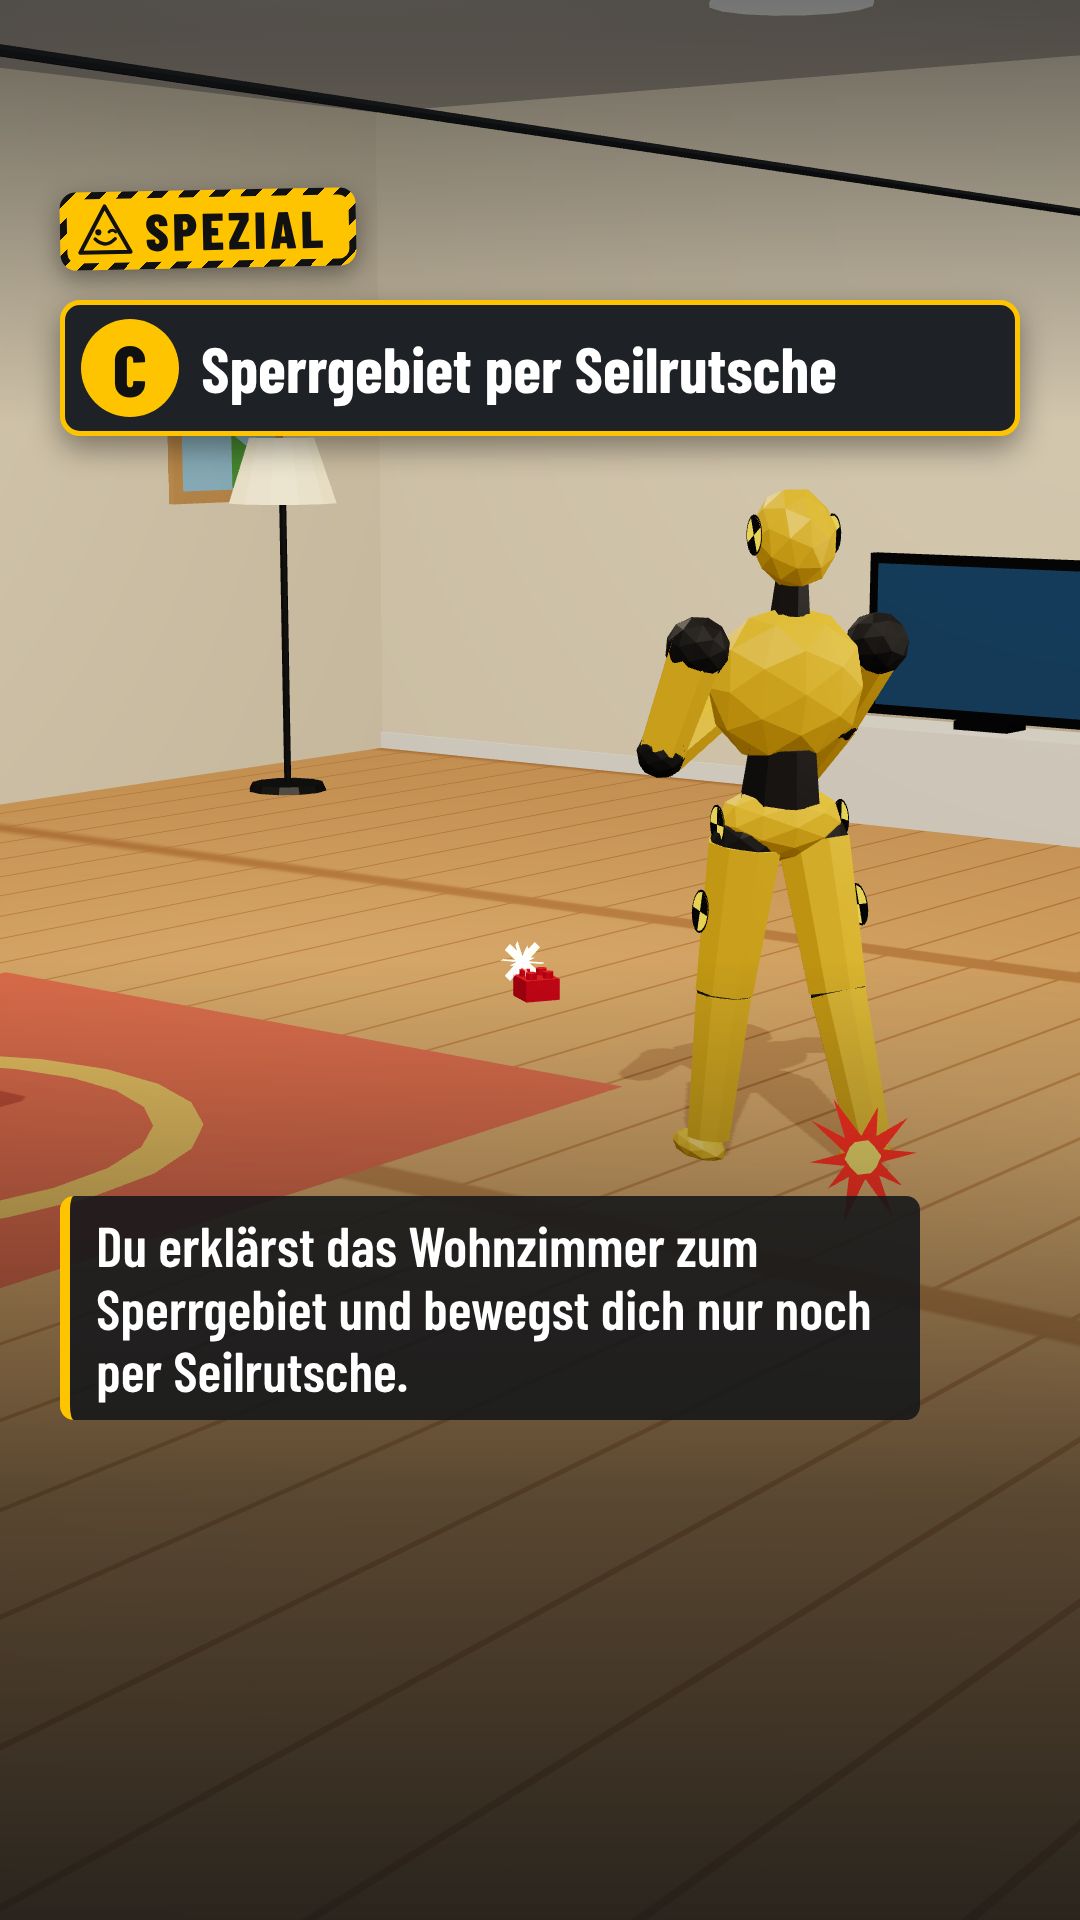 SPEZIAL
C Sperrgebiet per Seilrutsche
Du erklärst das Wohnzimmer zum
Sperrgebiet und bewegst dich nur noch
per Seilrutsche.